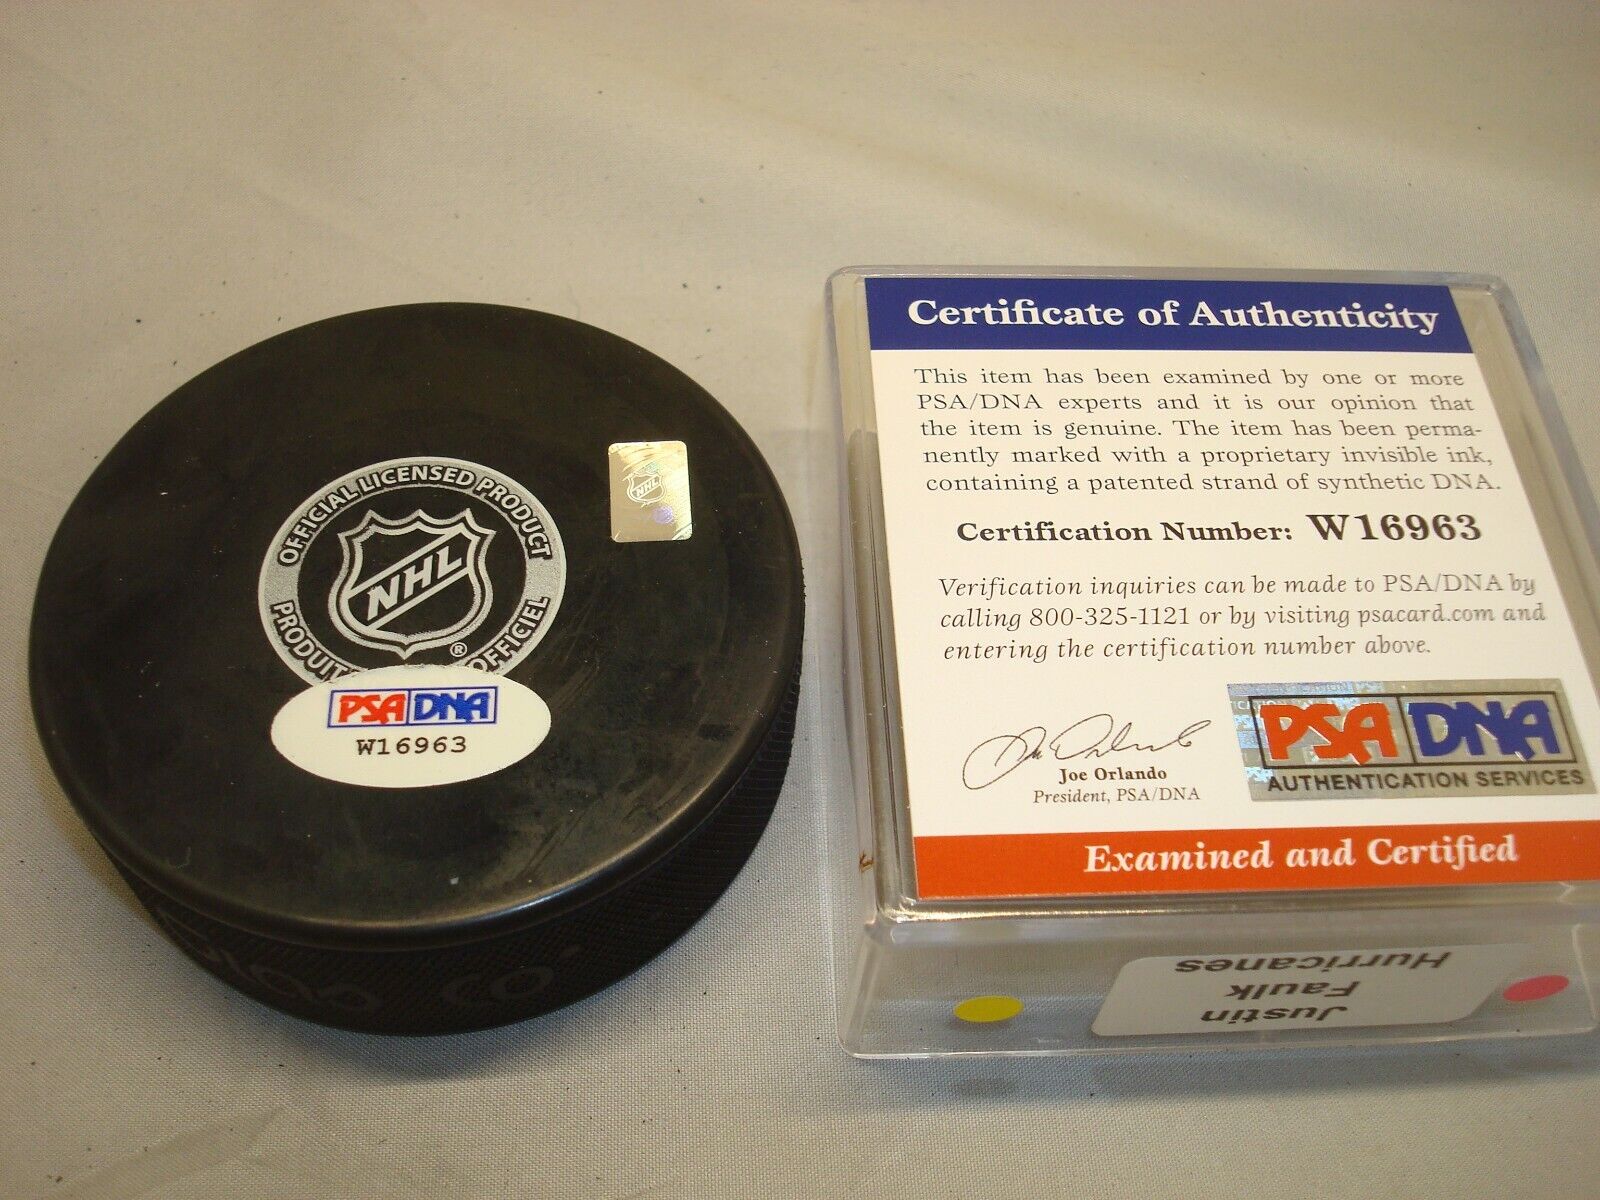 OFFICIAL LICENSED PRODUCT
NHL
®
PRODUIT OFFICIEL
NHL
PSA DNA
W16963
Certificate of Authenticity
This item has been examined by one or more
PSA/DNA experts and it is our opinion that
the item is genuine. The item has been perma-
nently marked with a proprietary invisible ink,
containing a patented strand of synthetic DNA.
Certification Number: W16963
Verification inquiries can be made to PSA/DNA by
calling 800-325-1121 or by visiting psacard.com and
entering the certification number above.
Joe Orlando
President, PSA/DNA
PSA DNA
AUTHENTICATION SERVICES
Examined and Certified
Justin
Faulk
Hurricanes